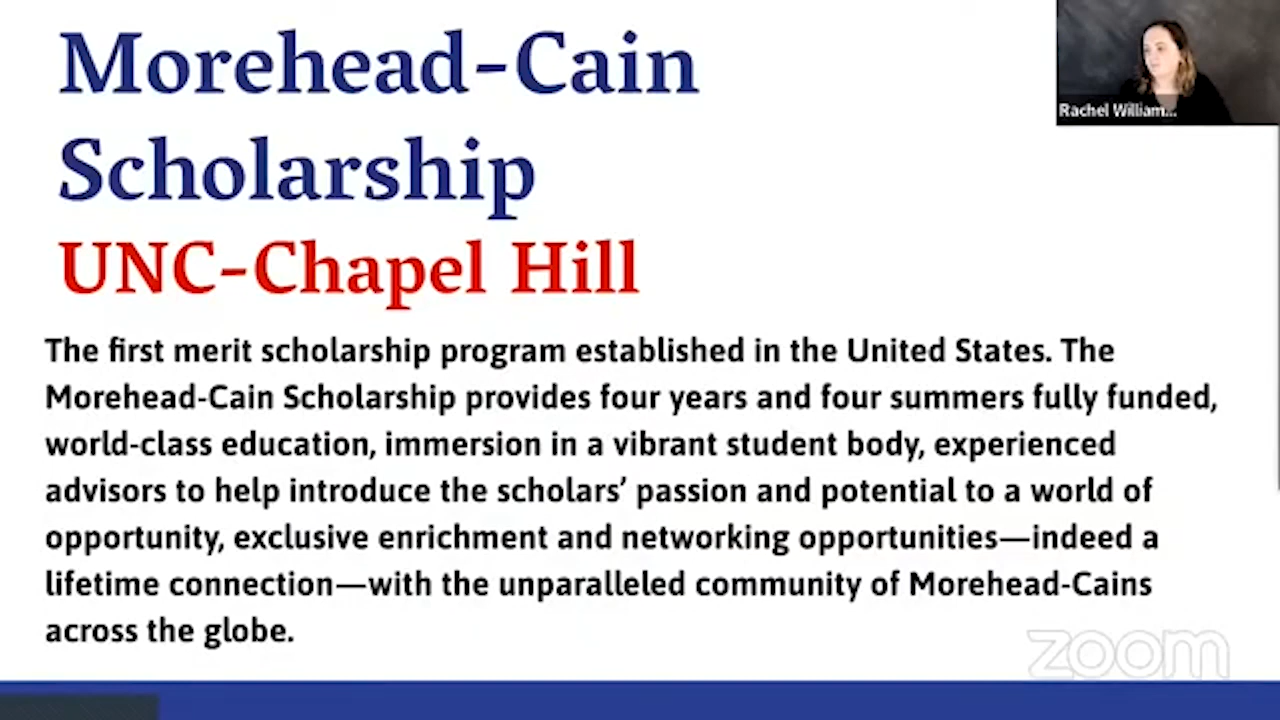 Morehead-Cain
Scholarship
UNC-Chapel Hill
Rachel William...
The first merit scholarship program established in the United States. The
Morehead-Cain Scholarship provides four years and four summers fully funded,
world-class education, immersion in a vibrant student body, experienced
advisors to help introduce the scholars’ passion and potential to a world of
opportunity, exclusive enrichment and networking opportunities—indeed a
lifetime connection—with the unparalleled community of Morehead-Cains
across the globe.
zoom